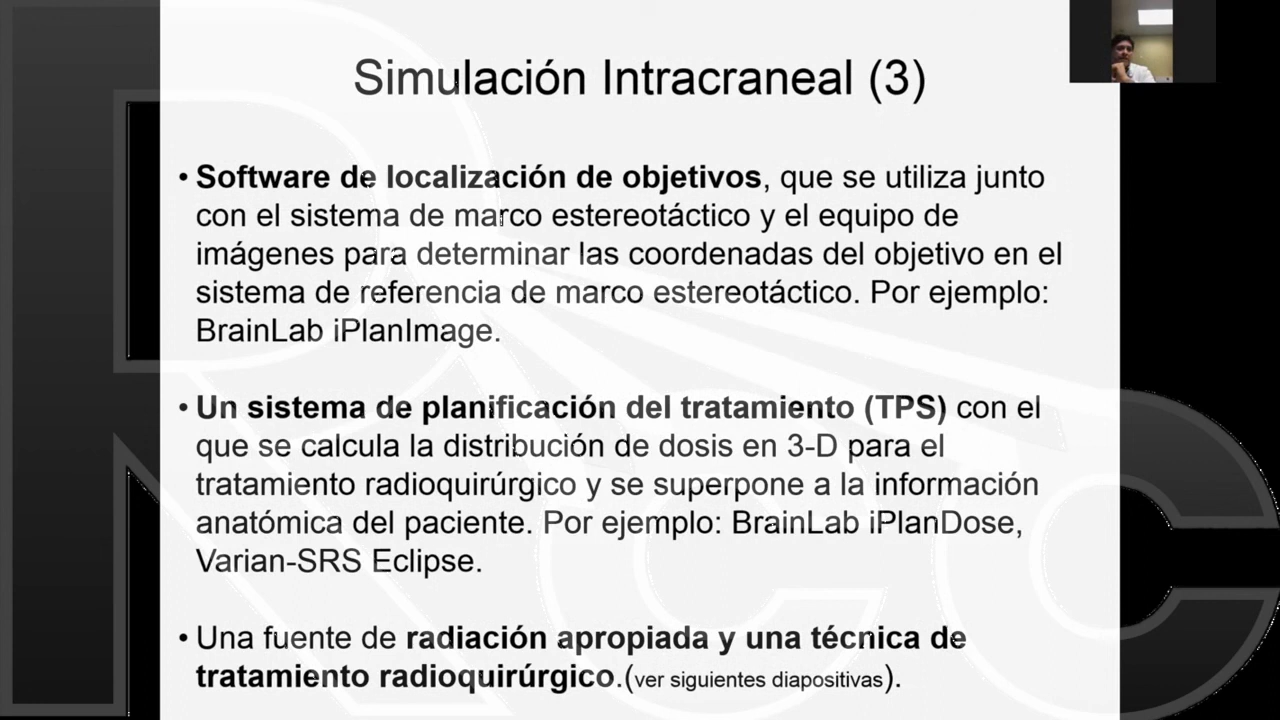 Simulación Intracraneal (3)
• Software de localización de objetivos, que se utiliza junto
con el sistema de marco estereotáctico y el equipo de
imágenes para determinar las coordenadas del objetivo en el
sistema de referencia de marco estereotáctico. Por ejemplo:
BrainLab iPlanImage.
• Un sistema de planificación del tratamiento (TPS) con el
que se calcula la distribución de dosis en 3-D para el
tratamiento radioquirúrgico y se superpone a la información
anatómica del paciente. Por ejemplo: BrainLab iPlanDose,
Varian-SRS Eclipse.
• Una fuente de radiación apropiada y una técnica de
tratamiento radioquirúrgico.(ver siguientes diapositivas).